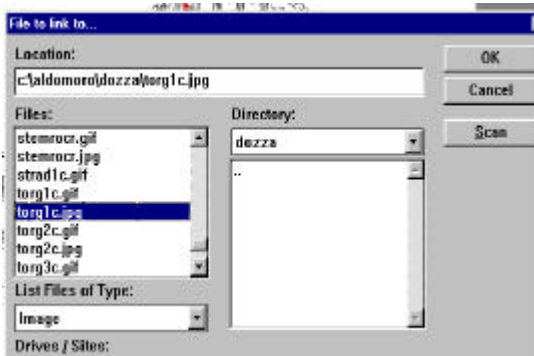 File to link to...
Location:
OK
c:\aldomoro\dozza\torg1c.jpg
Cancel
Files:
Directory:
Scan
stemrocr.gif
dozza
stemrocr.jpg
..
strad1c.gif
torg1c.gif
torg1c.jpg
torg2c.gif
torg2c.jpg
torg3c.gif
List Files of Type:
Image
Drives / Sites: